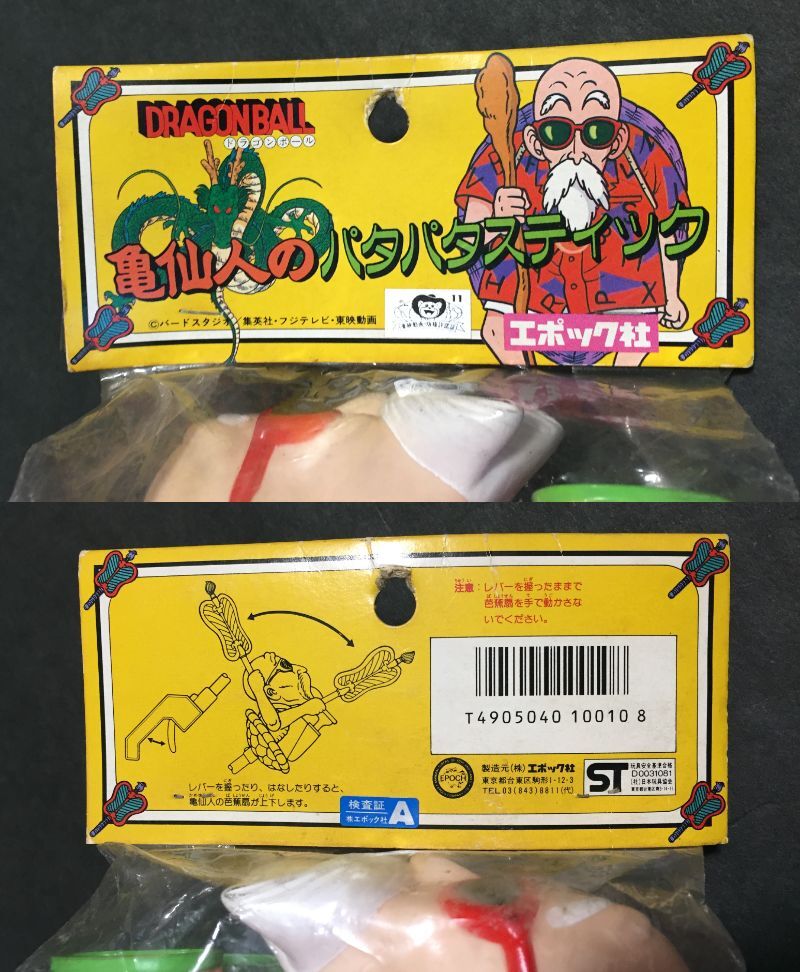 DRAGONBALL
ドラゴンボール
亀仙人のパタパタスティック
©バードスタジオ／集英社・フジテレビ・東映動画
11
エポック社
注意：レバーを握ったままで
芭蕉扇を手で動かさな
いでください。
T4905040 10010 8
レバーを握ったり、はなしたりすると、
亀仙人の芭蕉扇が上下します。
検査証
㈱エポック社
A
EPOCH
製造元(株)エポック社
東京都台東区駒形1-12-3
TEL 03(843)8811(代)
ST
玩具安全基準合格
D0031081
(社)日本玩具協会